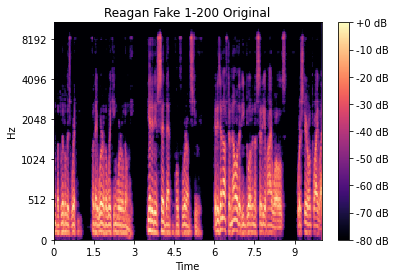 Reagan Fake 1-200 Original
Hz
8192
4096
2048
1024
512
0
0 1.5 3 4.5 6 7.5 9
Time
+0 dB
-10 dB
-20 dB
-30 dB
-40 dB
-50 dB
-60 dB
-70 dB
-80 dB